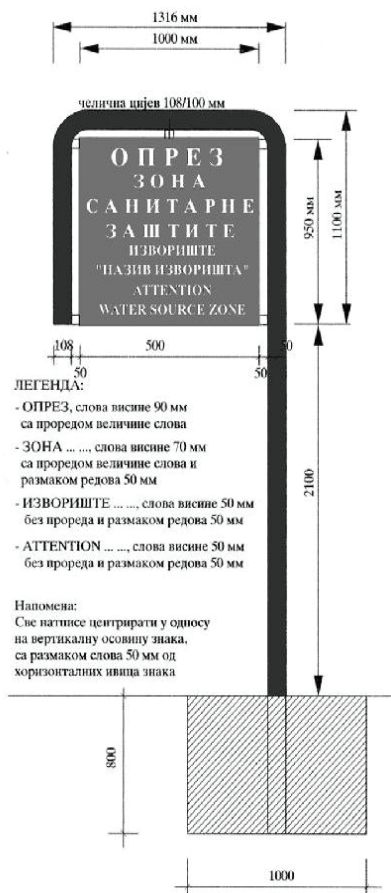 1316 мм
1000 мм
челична цијев 108/100 мм
ОПРЕЗ
ЗОНА
САНИТАРНЕ
ЗАШТИТЕ
ИЗВОРИШТЕ
"НАЗИВ ИЗВОРИШТА"
ATTENTION
WATER SOURCE ZONE
950 мм
1100 мм
108
500
50
50
50
2100
ЛЕГЕНДА:
- ОПРЕЗ, слова висине 90 мм
са проредом величине слова
- ЗОНА ... ..., слова висине 70 мм
са проредом величине слова и
размаком редова 50 мм
- ИЗВОРИШТЕ ... ..., слова висине 50 мм
без прореда и размаком редова 50 мм
- ATTENTION ... ..., слова висине 50 мм
без прореда и размаком редова 50 мм
Напомена:
Све натписе центрирати у односу
на вертикалну осовину знака,
са размаком слова 50 мм од
хоризонталних ивица знака
800
1000